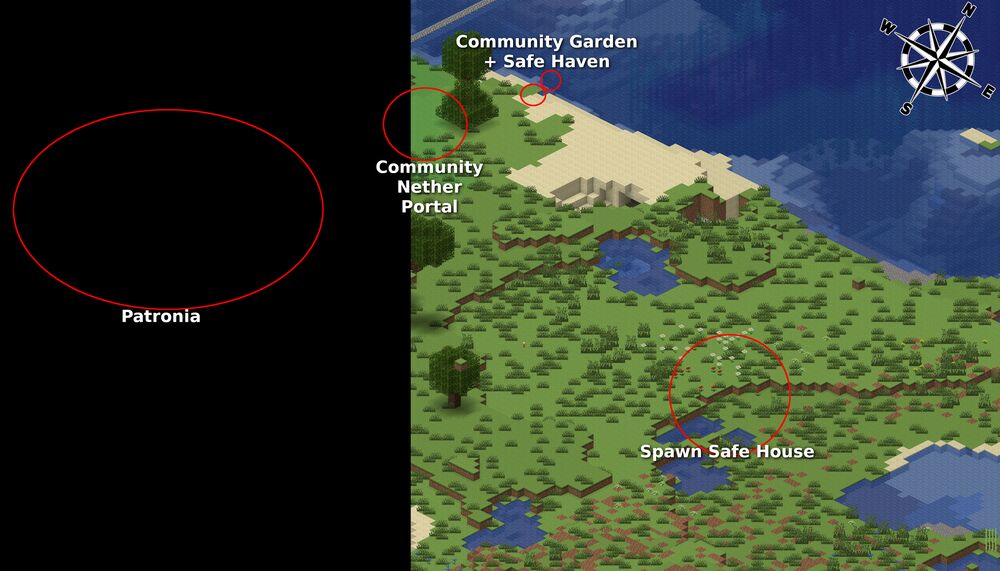 N
W
E
S
Community Garden
+ Safe Haven
Community
Nether
Portal
Patronia
Spawn Safe House